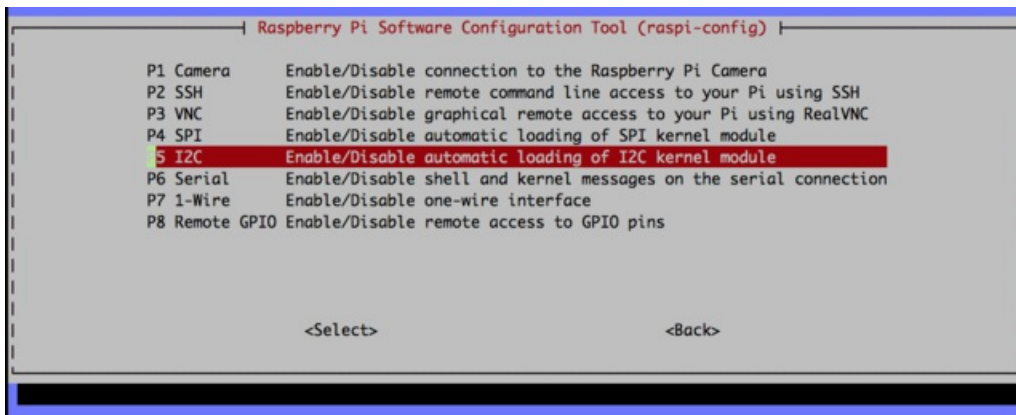 Raspberry Pi Software Configuration Tool (raspi-config)
P1 Camera Enable/Disable connection to the Raspberry Pi Camera
P2 SSH Enable/Disable remote command line access to your Pi using SSH
P3 VNC Enable/Disable graphical remote access to your Pi using RealVNC
P4 SPI Enable/Disable automatic loading of SPI kernel module
5 I2C Enable/Disable automatic loading of I2C kernel module
P6 Serial Enable/Disable shell and kernel messages on the serial connection
P7 1-Wire Enable/Disable one-wire interface
P8 Remote GPIO Enable/Disable remote access to GPIO pins
<Select> <Back>